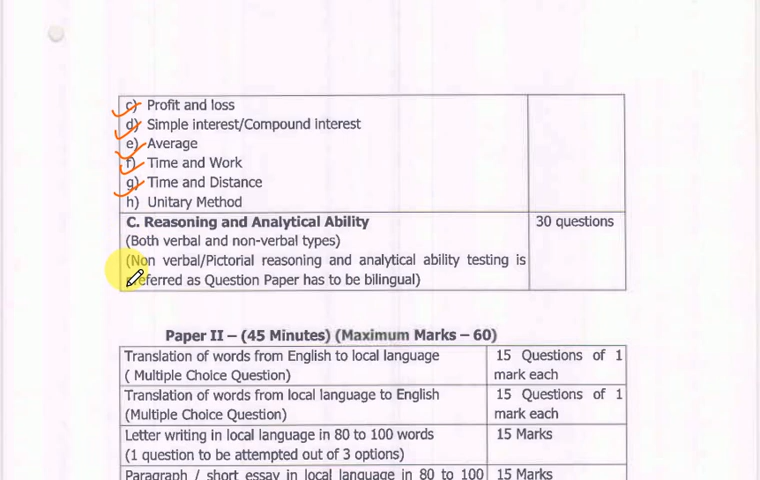 c) Profit and loss
d) Simple interest/Compound interest
e) Average
f) Time and Work
g) Time and Distance
h) Unitary Method
C. Reasoning and Analytical Ability 30 questions
(Both verbal and non-verbal types)
(Non verbal/Pictorial reasoning and analytical ability testing is
preferred as Question Paper has to be bilingual)
Paper II – (45 Minutes) (Maximum Marks – 60)
Translation of words from English to local language 15 Questions of 1
( Multiple Choice Question) mark each
Translation of words from local language to English 15 Questions of 1
(Multiple Choice Question) mark each
Letter writing in local language in 80 to 100 words 15 Marks
(1 question to be attempted out of 3 options)
Paragraph / short essay in local language in 80 to 100 15 Marks